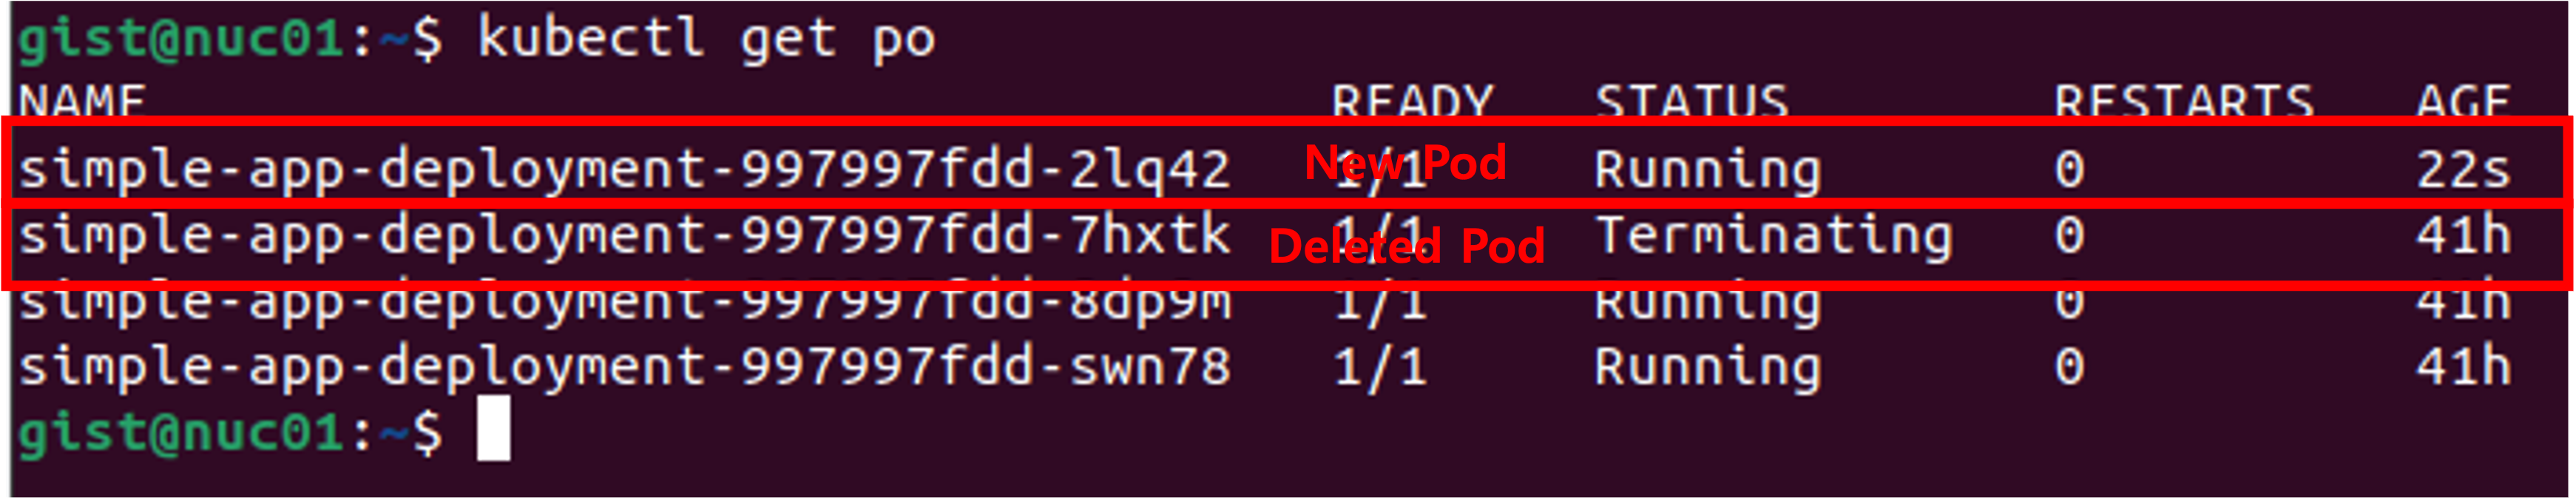 gist@nuc01:~$ kubectl get po
NAME READY STATUS RESTARTS AGE
simple-app-deployment-997997fdd-2lq42 1/1 Running 0 22s
New Pod
simple-app-deployment-997997fdd-7hxtk 1/1 Terminating 0 41h
Deleted Pod
simple-app-deployment-997997fdd-8dp9m 1/1 Running 0 41h
simple-app-deployment-997997fdd-swn78 1/1 Running 0 41h
gist@nuc01:~$